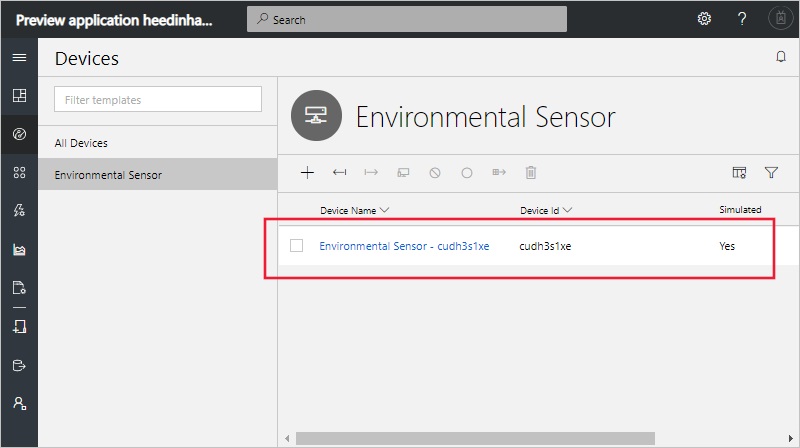 Preview application heedinha...
Search
?
Devices
Filter templates
All Devices
Environmental Sensor
Environmental Sensor
Device Name
Device Id
Simulated
Environmental Sensor - cudh3s1xe
cudh3s1xe
Yes